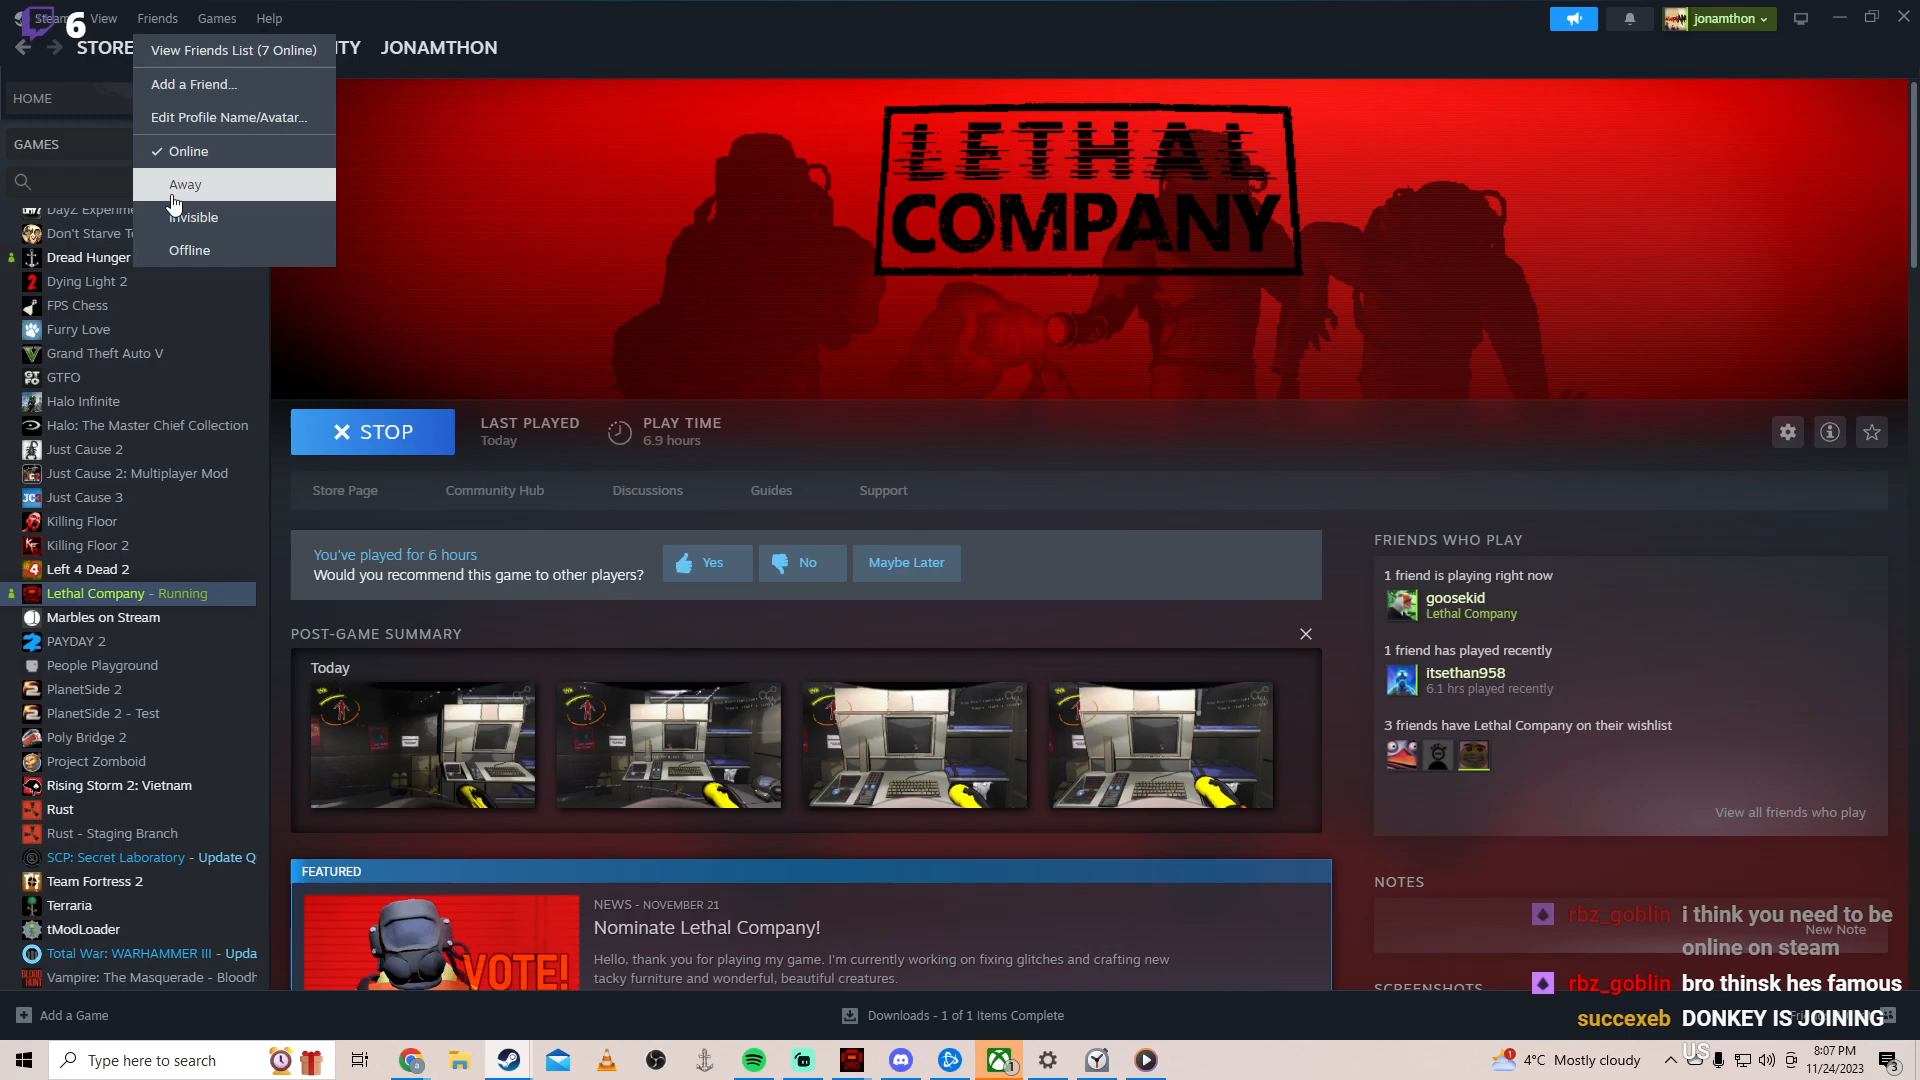 Steam View Friends Games Help
6
jonamthon
STORE
ITY JONAMTHON
View Friends List (7 Online)
Add a Friend...
Edit Profile Name/Avatar...
Online
Away
Invisible
Offline
HOME
GAMES
DayZ Experime
Don't Starve To
Dread Hunger
Dying Light 2
FPS Chess
Furry Love
Grand Theft Auto V
GTFO
Halo Infinite
Halo: The Master Chief Collection
Just Cause 2
Just Cause 2: Multiplayer Mod
Just Cause 3
Killing Floor
Killing Floor 2
Left 4 Dead 2
Lethal Company - Running
Marbles on Stream
PAYDAY 2
People Playground
PlanetSide 2
PlanetSide 2 - Test
Poly Bridge 2
Project Zomboid
Rising Storm 2: Vietnam
Rust
Rust - Staging Branch
SCP: Secret Laboratory - Update Q
Team Fortress 2
Terraria
tModLoader
Total War: WARHAMMER III - Upda
Vampire: The Masquerade - Bloodh
LETHAL
COMPANY
STOP
LAST PLAYED
Today
PLAY TIME
6.9 hours
Store Page Community Hub Discussions Guides Support
You've played for 6 hours
Would you recommend this game to other players?
Yes
No
Maybe Later
POST-GAME SUMMARY
Today
FEATURED
NEWS - NOVEMBER 21
Nominate Lethal Company!
Hello, thank you for playing my game. I'm currently working on fixing glitches and crafting new
tacky furniture and wonderful, beautiful creatures.
VOTE!
FRIENDS WHO PLAY
1 friend is playing right now
goosekid
Lethal Company
1 friend has played recently
itsethan958
6.1 hrs played recently
3 friends have Lethal Company on their wishlist
View all friends who play
NOTES
New Note
SCREENSHOTS
rbz_goblin i think you need to be
online on steam
rbz_goblin bro thinsk hes famous
succexeb DONKEY IS JOINING
US
Add a Game
Downloads - 1 of 1 Items Complete
Type here to search
4°C Mostly cloudy
8:07 PM
11/24/2023